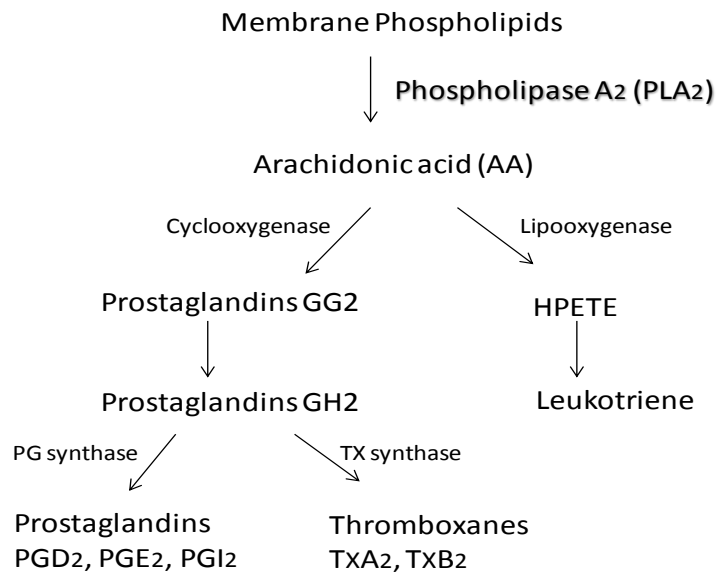 Membrane Phospholipids
Phospholipase A2 (PLA2)
Arachidonic acid (AA)
Cyclooxygenase
Lipooxygenase
Prostaglandins GG2
HPETE
Prostaglandins GH2
Leukotriene
PG synthase
TX synthase
Prostaglandins
PGD2, PGE2, PGI2
Thromboxanes
TXA2, TXB2